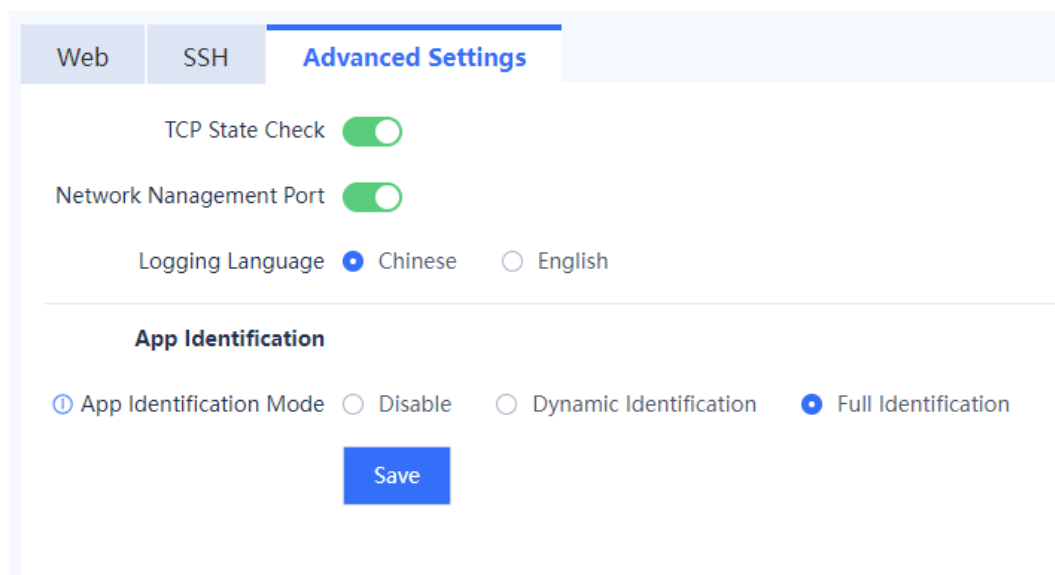 Web SSH Advanced Settings
TCP State Check
Network Nanagement Port
Logging Language Chinese English
App Identification
App Identification Mode Disable Dynamic Identification Full Identification
Save